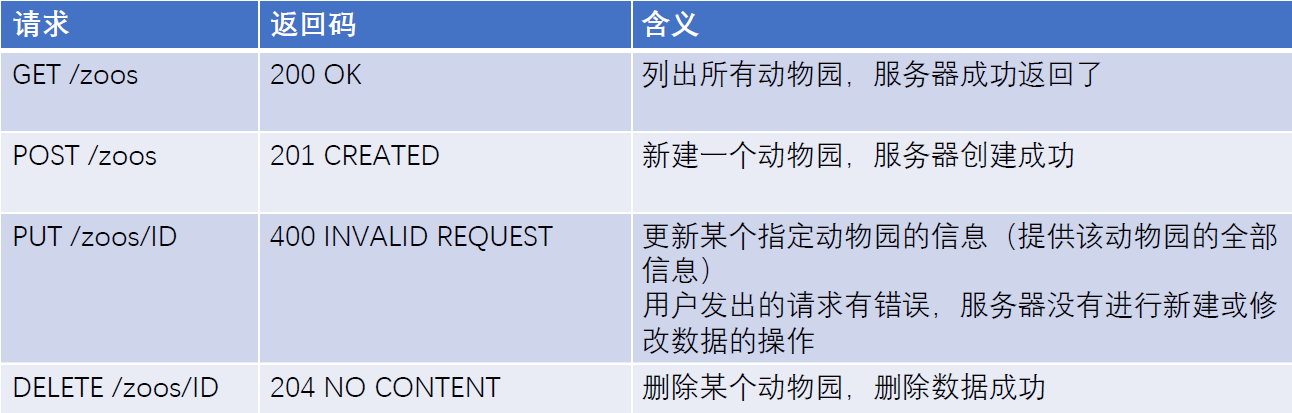 请求 返回码 含义
GET /zoos 200 OK 列出所有动物园，服务器成功返回了
POST /zoos 201 CREATED 新建一个动物园，服务器创建成功
PUT /zoos/ID 400 INVALID REQUEST 更新某个指定动物园的信息（提供该动物园的全部
信息）
用户发出的请求有错误，服务器没有进行新建或修
改数据的操作
DELETE /zoos/ID 204 NO CONTENT 删除某个动物园，删除数据成功